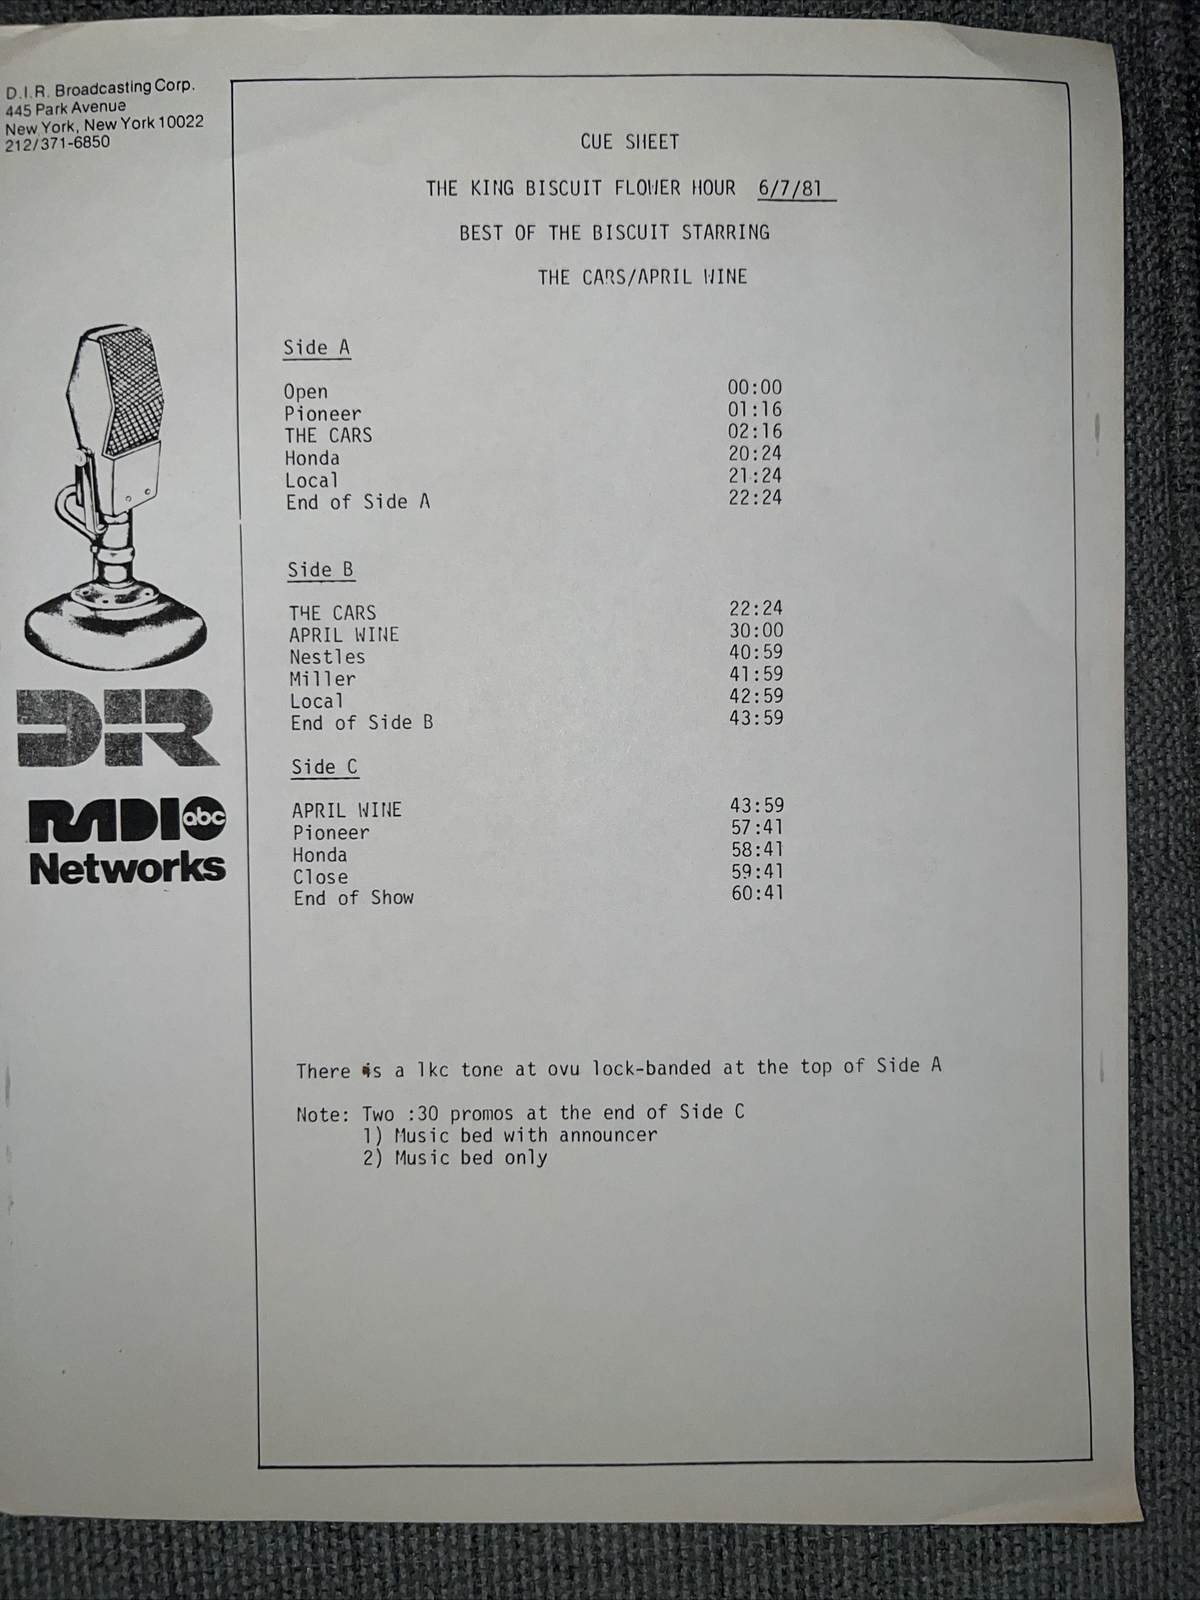 D.I.R. Broadcasting Corp.
445 Park Avenue
New York, New York 10022
212/371-6850
CUE SHEET
THE KING BISCUIT FLOWER HOUR 6/7/81
BEST OF THE BISCUIT STARRING
THE CARS/APRIL WINE
Side A
Open 00:00
Pioneer 01:16
THE CARS 02:16
Honda 20:24
Local 21:24
End of Side A 22:24
Side B
THE CARS 22:24
APRIL WINE 30:00
Nestles 40:59
Miller 41:59
Local 42:59
End of Side B 43:59
Side C
APRIL WINE 43:59
Pioneer 57:41
Honda 58:41
Close 59:41
End of Show 60:41
There is a 1kc tone at ovu lock-banded at the top of Side A
Note: Two :30 promos at the end of Side C
1) Music bed with announcer
2) Music bed only
DIR
RADIO abc
Networks